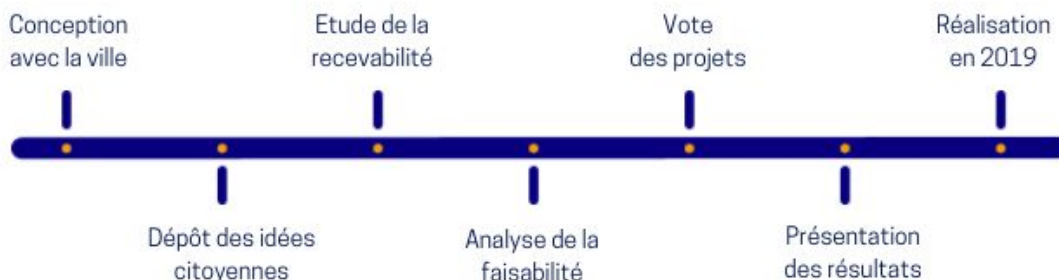 Conception
avec la ville
Etude de la
recevabilité
Vote
des projets
Réalisation
en 2019
Dépôt des idées
citoyennes
Analyse de la
faisabilité
Présentation
des résultats